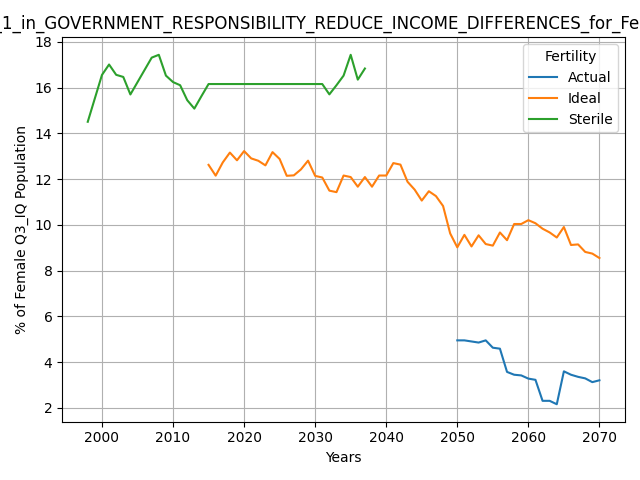 _1_in_GOVERNMENT_RESPONSIBILITY_REDUCE_INCOME_DIFFERENCES_for_Fe
18
16
14
12
10
8
6
4
2
% of Female Q3_IQ Population
Fertility
Actual
Ideal
Sterile
2000 2010 2020 2030 2040 2050 2060 2070
Years